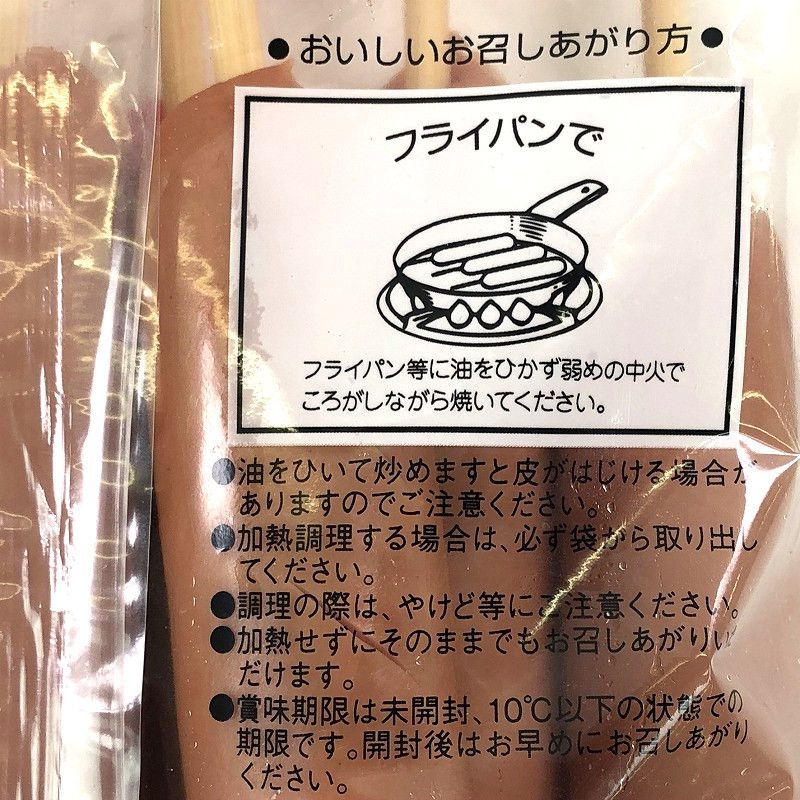 ●おいしいお召しあがり方●
フライパンで
フライパン等に油をひかず弱めの中火で
ころがしながら焼いてください。
●油をひいて炒めますと皮がはじける場合が
ありますのでご注意ください。
●加熱調理する場合は、必ず袋から取り出し
てください。
●調理の際は、やけど等にご注意ください。
●加熱せずにそのままでもお召しあがりいた
だけます。
●賞味期限は未開封、10℃以下の状態での
期限です。開封後はお早めにお召しあがり
ください。